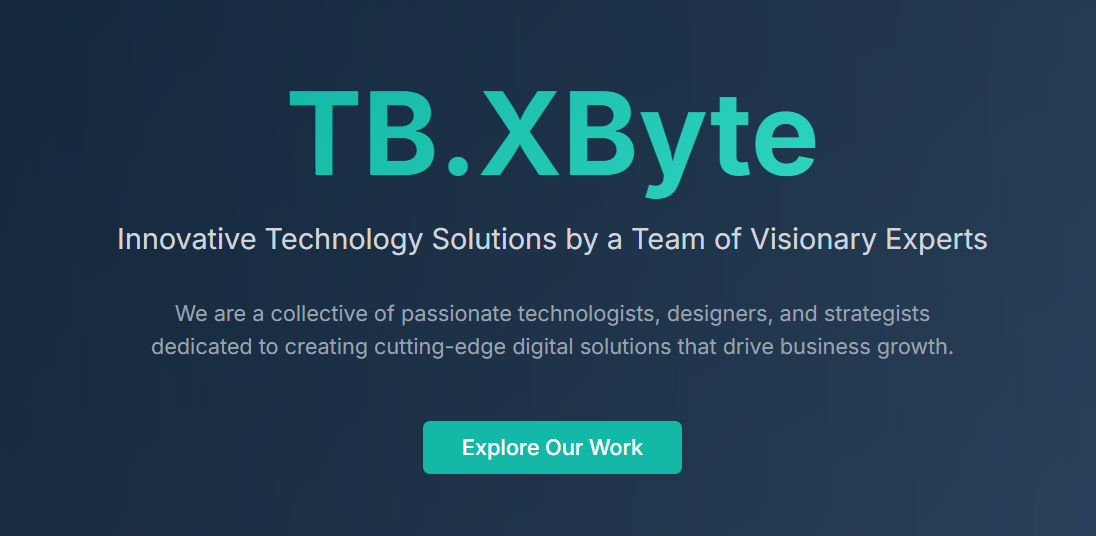 TB.XByte
Innovative Technology Solutions by a Team of Visionary Experts
We are a collective of passionate technologists, designers, and strategists
dedicated to creating cutting-edge digital solutions that drive business growth.
Explore Our Work